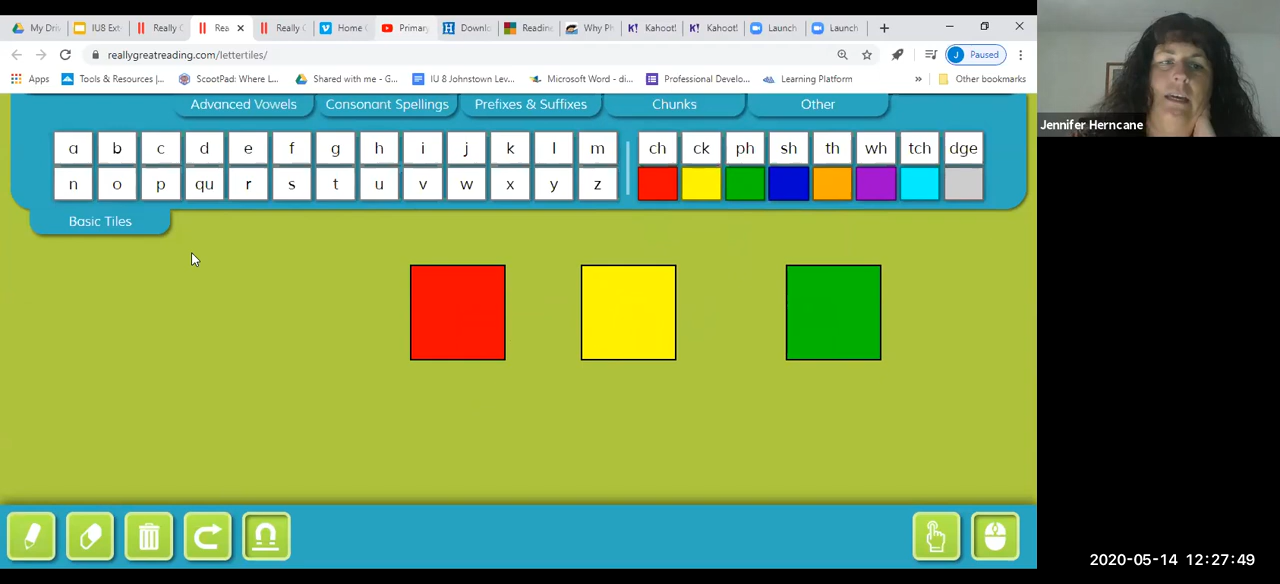 My Driv
IU8 Ext
Really G
Rea
Really G
Home
Primary
Downlo
Reading
Why Ph
Kahoot!
Kahoot!
Launch
Launch
reallygreatreading.com/lettertiles/
J Paused
Apps
Tools & Resources |...
ScootPad: Where L...
Shared with me - G...
IU 8 Johnstown Lev...
Microsoft Word - di...
Professional Develo...
Learning Platform
»
Other bookmarks
Advanced Vowels
Consonant Spellings
Prefixes & Suffixes
Chunks
Other
a b c d e f g h i j k l m ch ck ph sh th wh tch dge
n o p qu r s t u v w x y z
Basic Tiles
Jennifer Herncane
2020-05-14 12:27:49